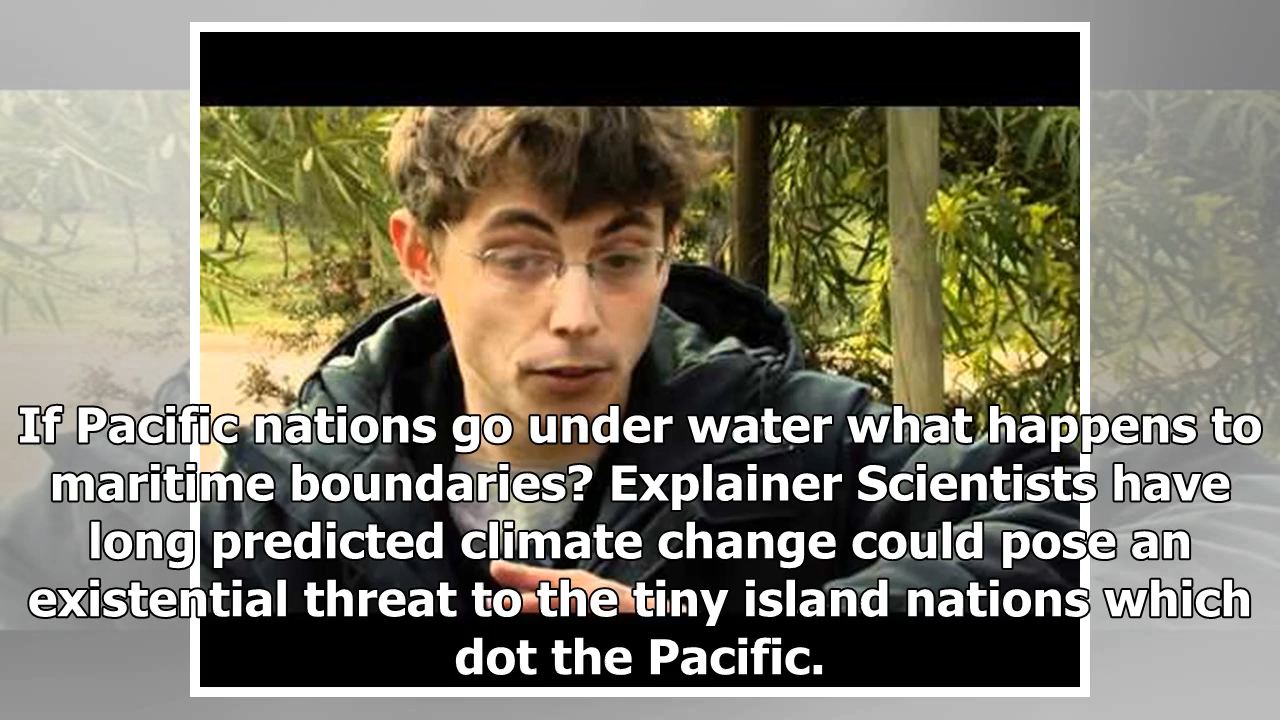 If Pacific nations go under water what happens to
maritime boundaries? Explainer Scientists have
long predicted climate change could pose an
existential threat to the tiny island nations which
dot the Pacific.